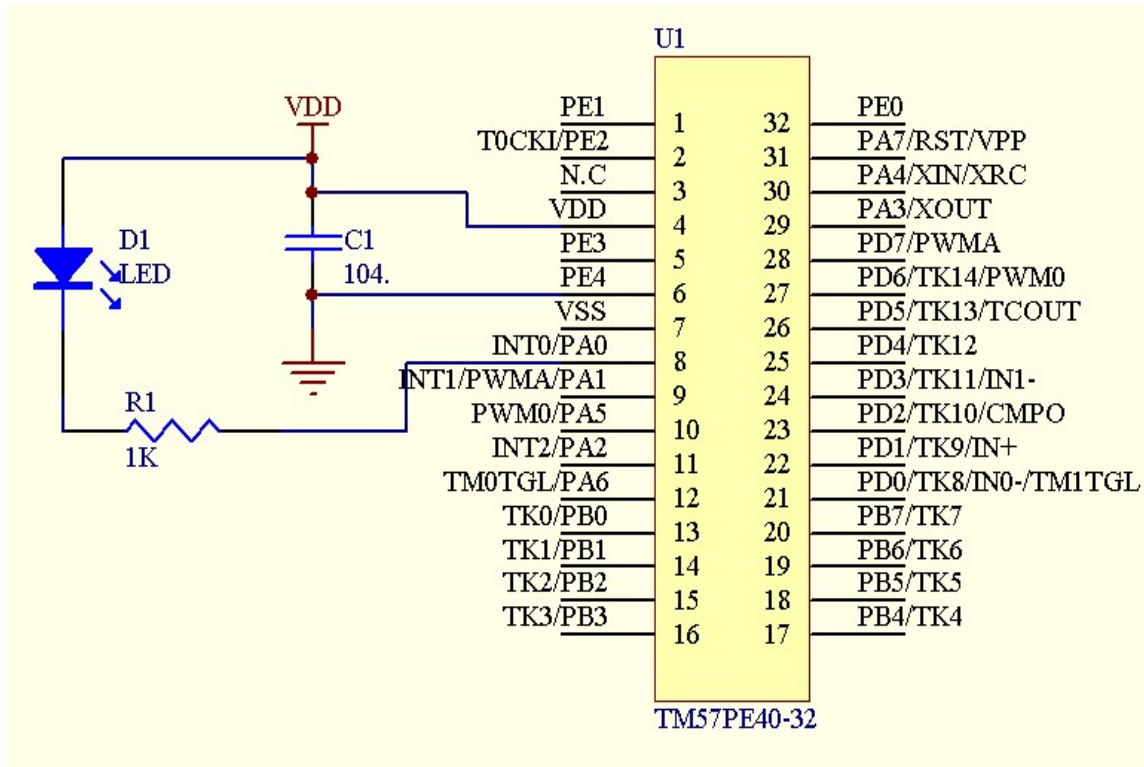 U1
VDD
PE1 1 32 PE0
T0CKI/PE2 2 31 PA7/RST/VPP
N.C 3 30 PA4/XIN/XRC
VDD 4 29 PA3/XOUT
PE3 5 28 PD7/PWMA
PE4 6 27 PD6/TK14/PWM0
VSS 7 26 PD5/TK13/TCOUT
INT0/PA0 8 25 PD4/TK12
INT1/PWMA/PA1 9 24 PD3/TK11/IN1-
PWM0/PA5 10 23 PD2/TK10/CMPO
INT2/PA2 11 22 PD1/TK9/IN+
TM0TGL/PA6 12 21 PD0/TK8/IN0-/TM1TGL
TK0/PB0 13 20 PB7/TK7
TK1/PB1 14 19 PB6/TK6
TK2/PB2 15 18 PB5/TK5
TK3/PB3 16 17 PB4/TK4
D1
LED
C1
104.
R1
1K
TM57PE40-32